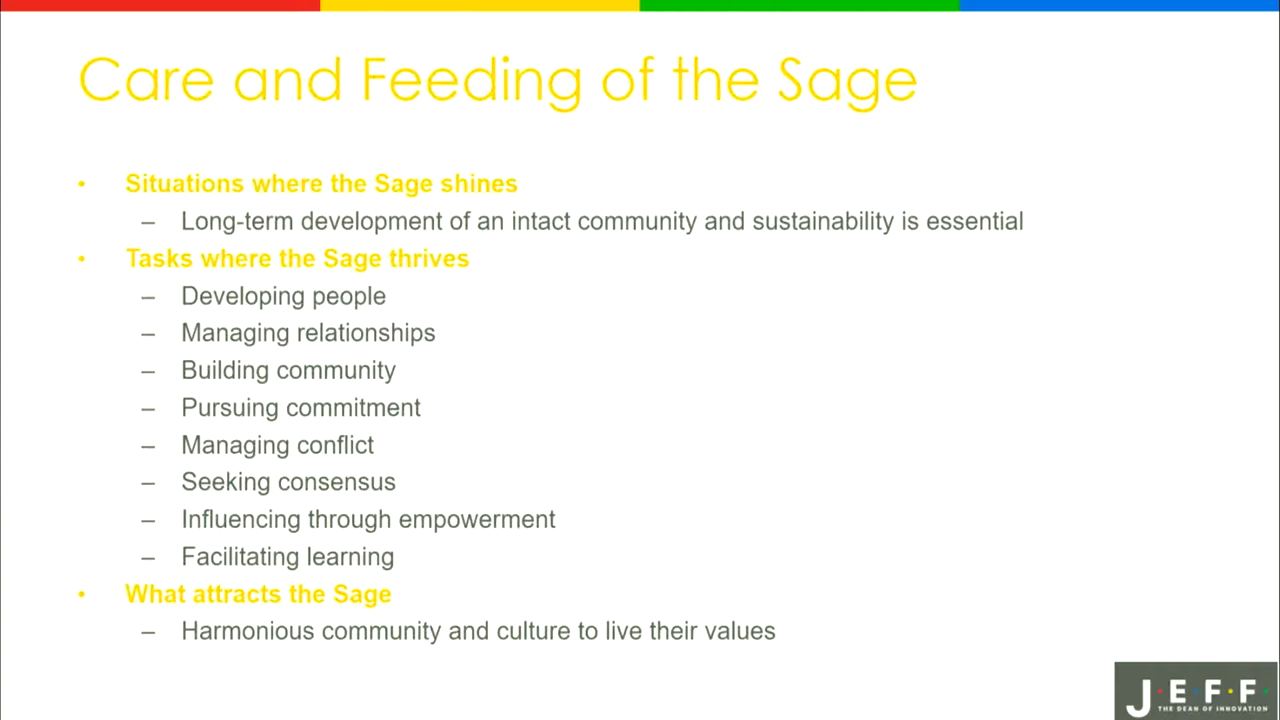 Care and Feeding of the Sage
• Situations where the Sage shines
– Long-term development of an intact community and sustainability is essential
• Tasks where the Sage thrives
– Developing people
– Managing relationships
– Building community
– Pursuing commitment
– Managing conflict
– Seeking consensus
– Influencing through empowerment
– Facilitating learning
• What attracts the Sage
– Harmonious community and culture to live their values
J·E·F·F·
THE DEAN OF INNOVATION